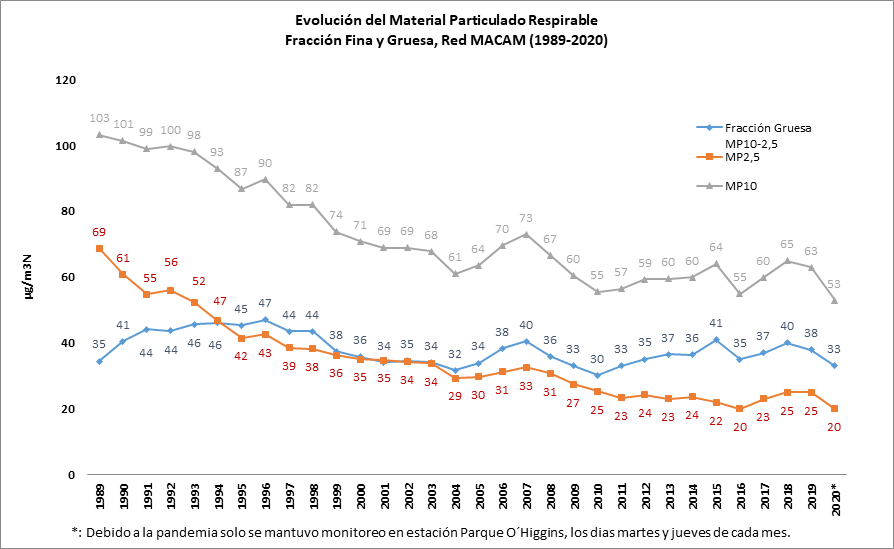 Evolución del Material Particulado Respirable
Fracción Fina y Gruesa, Red MACAM (1989-2020)
µg/m3N
120
100
80
60
40
20
0
Fracción Gruesa
MP10-2,5
MP2,5
MP10
103 101 99 100 98 93 87 90 82 82 74 71 69 69 68 61 64 70 73 67 60 55 57 59 60 60 64 55 60 65 63 53
69 61 55 56 52 47 42 43 39 38 36 35 35 34 34 29 30 31 33 31 27 25 23 24 23 24 22 20 23 25 25 20
35 41 44 44 46 46 45 47 44 44 38 36 34 35 34 32 34 38 40 36 33 30 33 35 37 36 41 35 37 40 38 33
1989 1990 1991 1992 1993 1994 1995 1996 1997 1998 1999 2000 2001 2002 2003 2004 2005 2006 2007 2008 2009 2010 2011 2012 2013 2014 2015 2016 2017 2018 2019 2020*
*: Debido a la pandemia solo se mantuvo monitoreo en estación Parque O´Higgins, los dias martes y jueves de cada mes.